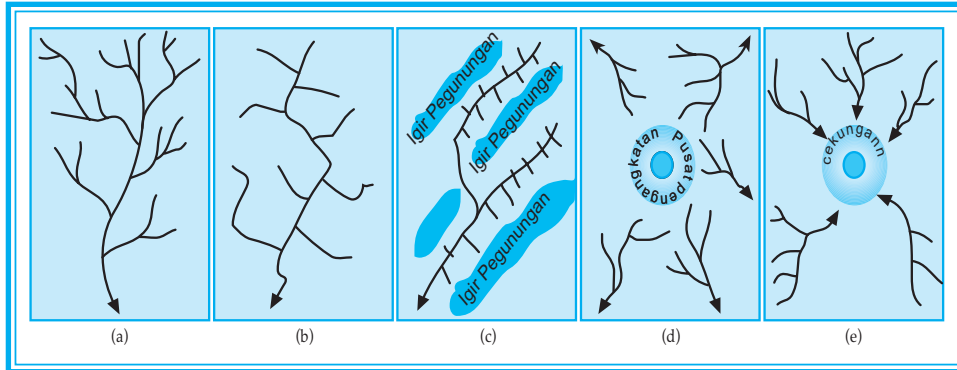 Igir Pegunungan
Igir Pegunungan
Igir Pegunungan
Pusat pengangkatan
cekungann
(a)
(b)
(c)
(d)
(e)